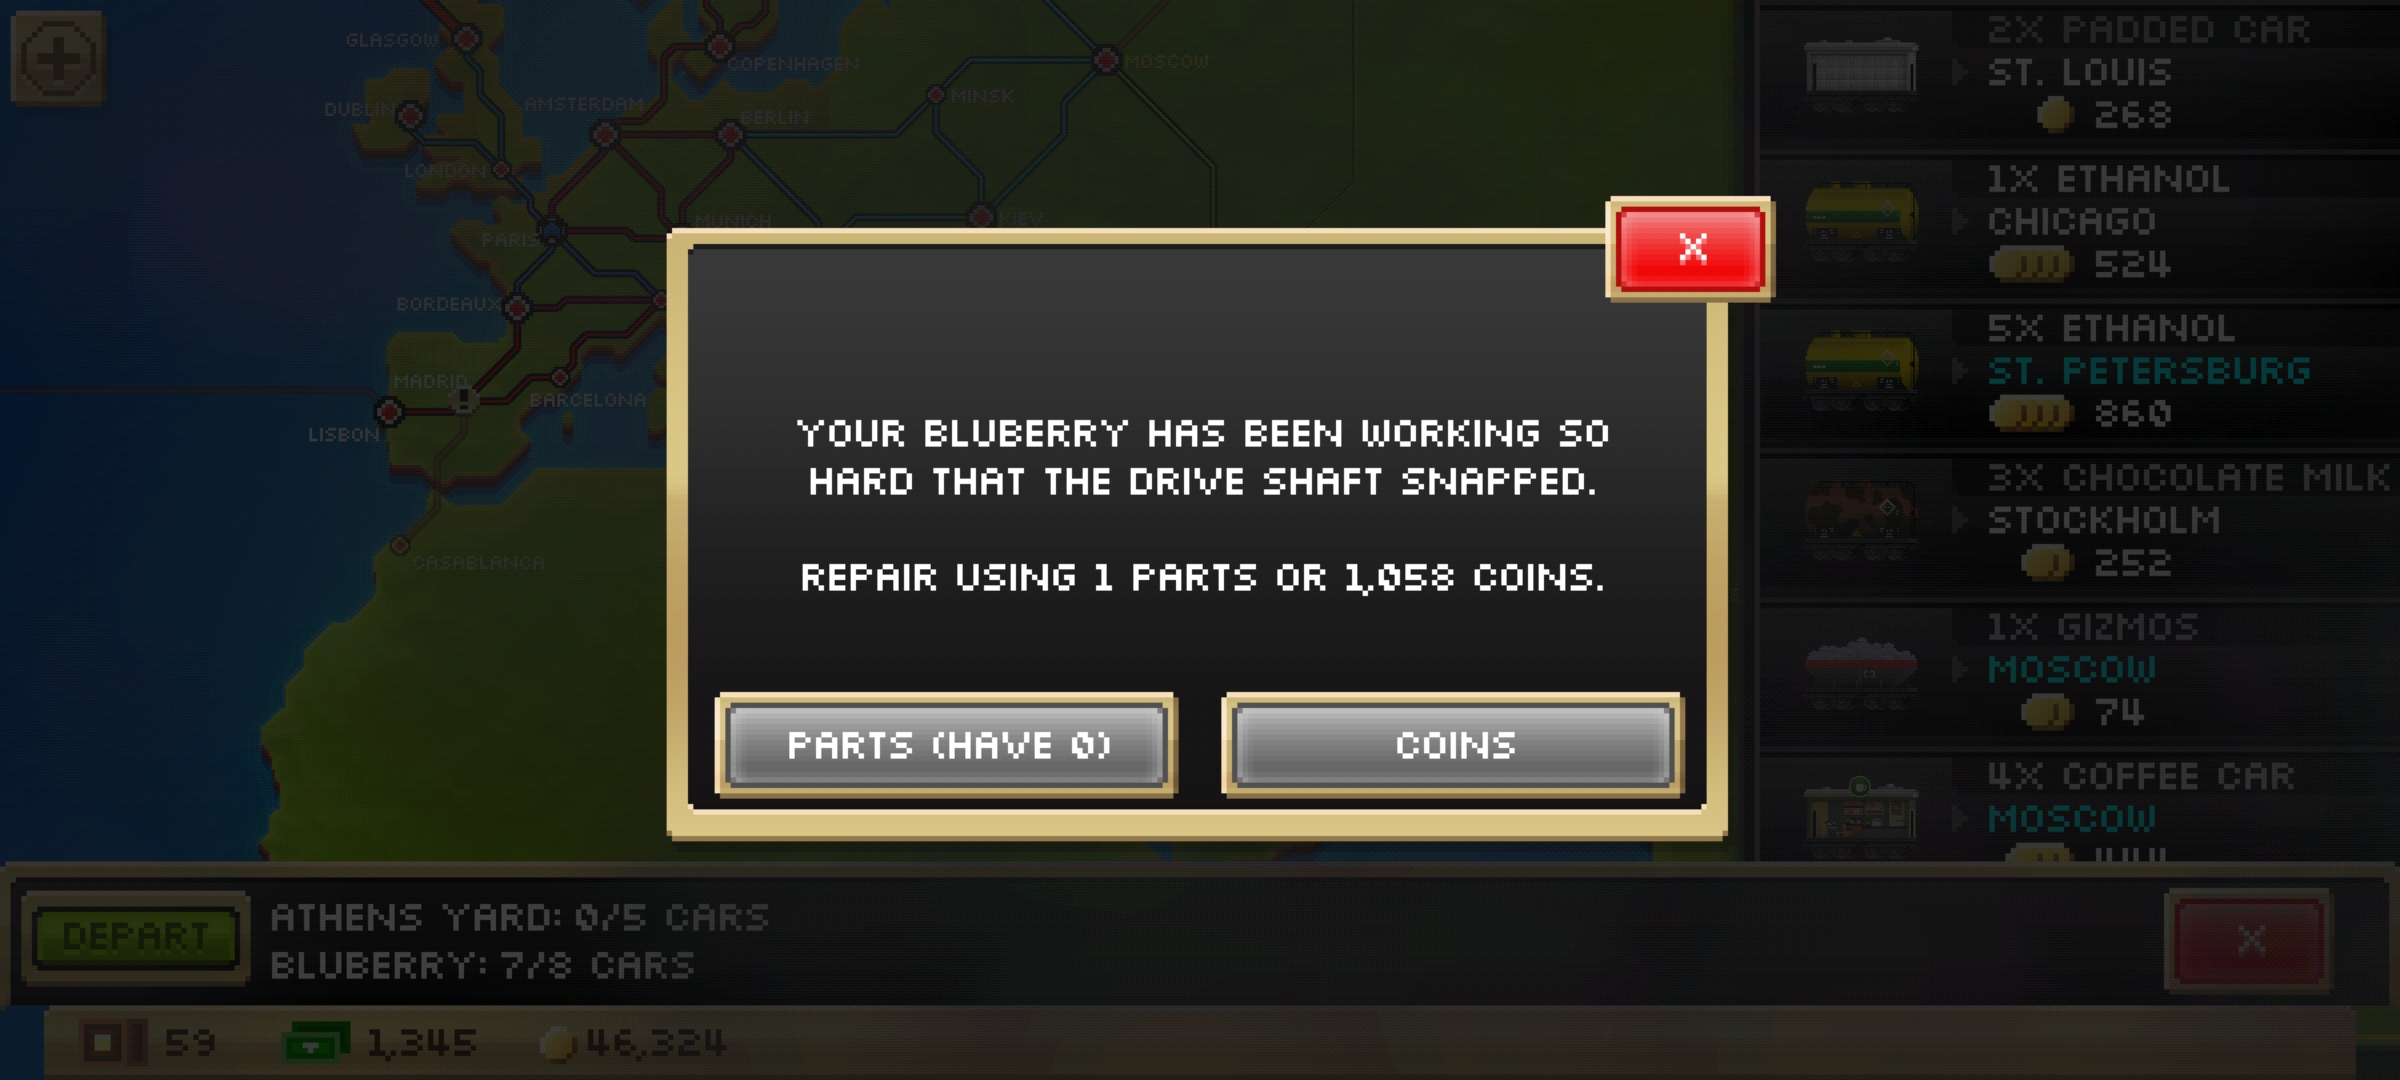 GLASGOW
COPENHAGEN
MOSCOW
DUBLIN
AMSTERDAM
BERLIN
MINSK
LONDON
PARIS
MUNICH
KIEV
BORDEAUX
MADRID
BARCELONA
LISBON
CASABLANCA
X
YOUR BLUBERRY HAS BEEN WORKING SO
HARD THAT THE DRIVE SHAFT SNAPPED.
REPAIR USING 1 PARTS OR 1,058 COINS.
PARTS (HAVE 0)
COINS
2X PADDED CAR
ST. LOUIS
268
1X ETHANOL
CHICAGO
524
5X ETHANOL
ST. PETERSBURG
860
3X CHOCOLATE MILK
STOCKHOLM
252
1X GIZMOS
MOSCOW
74
4X COFFEE CAR
MOSCOW
DEPART
ATHENS YARD: 0/5 CARS
BLUBERRY: 7/8 CARS
X
59
1,345
46,324